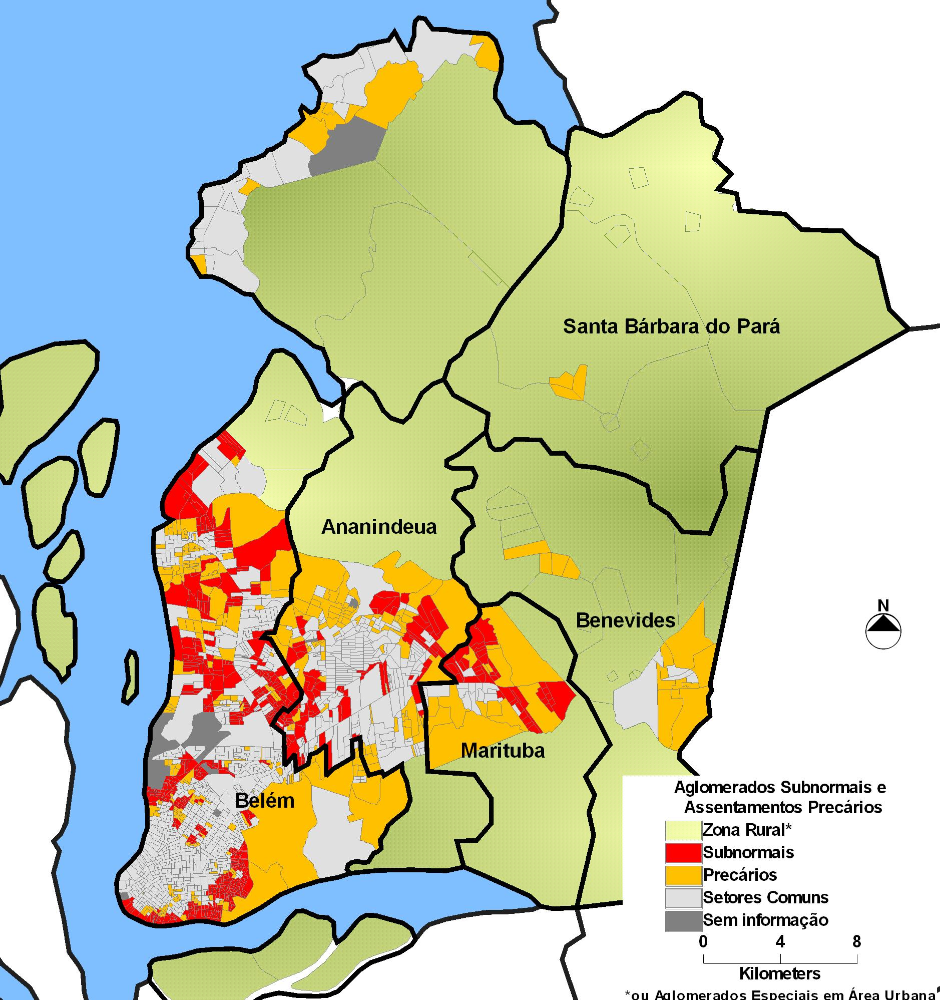 Santa Bárbara do Pará
Ananindeua
N
Benevides
Marituba
Belém
Aglomerados Subnormais e
Assentamentos Precários
Zona Rural*
Subnormais
Precários
Setores Comuns
Sem informação
0 4 8
Kilometers
*ou Aglomerados Especiais em Área Urbana